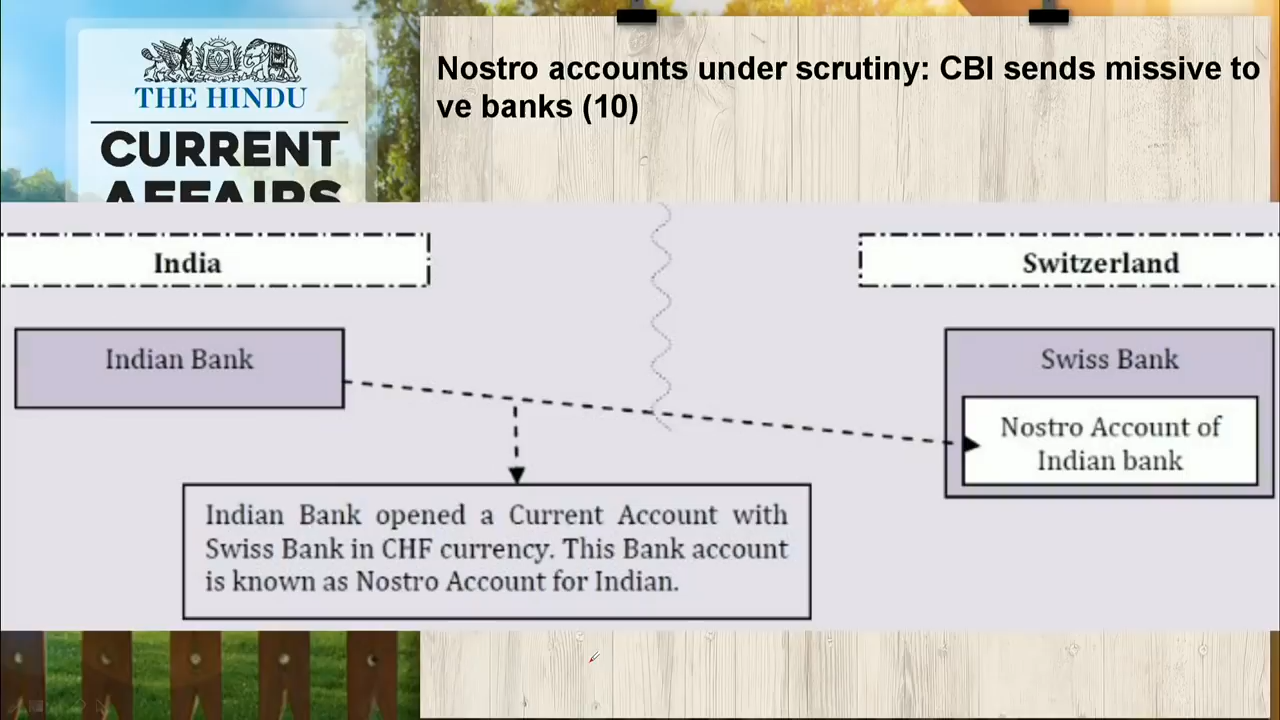 Nostro accounts under scrutiny: CBI sends missive to
ve banks (10)
THE HINDU
CURRENT
AFFAIRS
India
Switzerland
Indian Bank
Swiss Bank
Nostro Account of
Indian bank
Indian Bank opened a Current Account with
Swiss Bank in CHF currency. This Bank account
is known as Nostro Account for Indian.